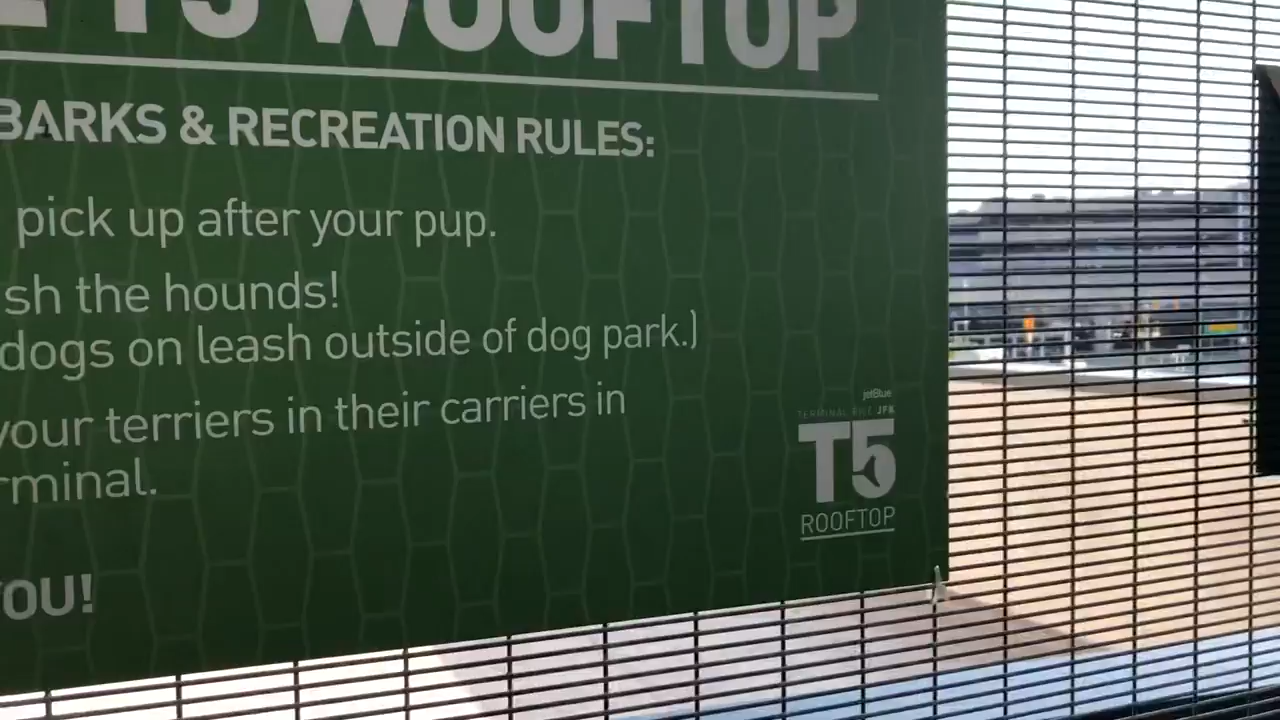 T5 WOOFTOP
BARKS & RECREATION RULES:
pick up after your pup.
sh the hounds!
dogs on leash outside of dog park.)
your terriers in their carriers in
rminal.
YOU!
jetBlue
TERMINAL FIVE JFK
T5
ROOFTOP